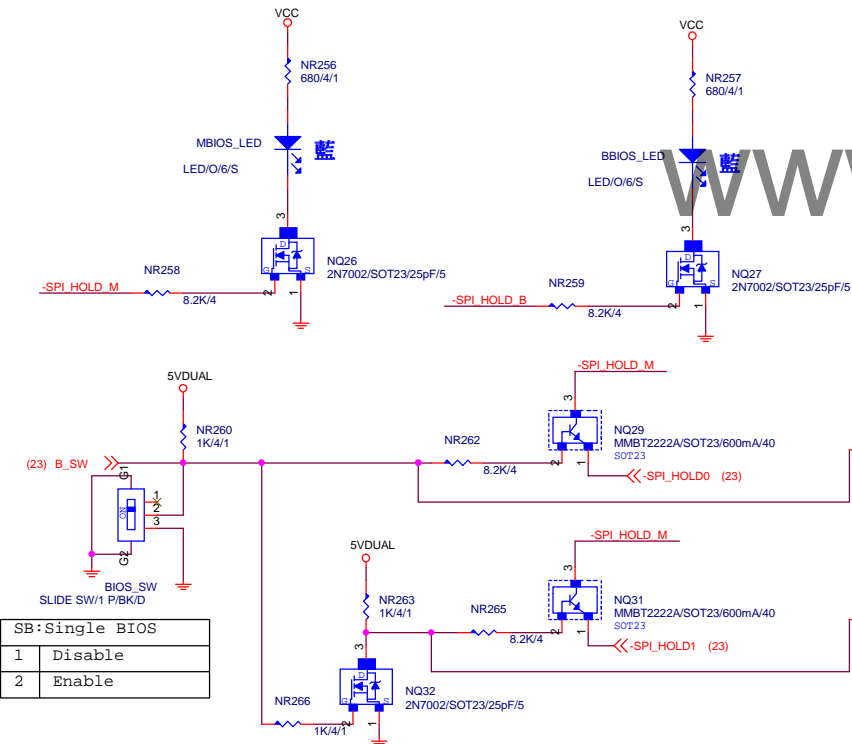 VCC
NR256
680/4/1
MBIOS_LED
藍
LED/O/6/S
3
D
G
S
NQ26
2N7002/SOT23/25pF/5
2
1
NR258
-SPI_HOLD_M
8.2K/4
VCC
NR257
680/4/1
BBIOS_LED
藍
LED/O/6/S
WWW
3
D
G
S
NQ27
2N7002/SOT23/25pF/5
2
1
NR259
-SPI_HOLD_B
8.2K/4
5VDUAL
NR260
1K/4/1
(23) B_SW
G1
1
2
3
ON
G2
BIOS_SW
SLIDE SW/1 P/BK/D
NR262
8.2K/4
-SPI_HOLD_M
3
NQ29
MMBT2222A/SOT23/600mA/40
SOT23
2
1
-SPI_HOLD0 (23)
5VDUAL
NR263
1K/4/1
NR265
8.2K/4
-SPI_HOLD_M
3
NQ31
MMBT2222A/SOT23/600mA/40
SOT23
2
1
-SPI_HOLD1 (23)
3
D
G
S
NQ32
2N7002/SOT23/25pF/5
2
1
NR266
1K/4/1
SB:Single BIOS
1 Disable
2 Enable